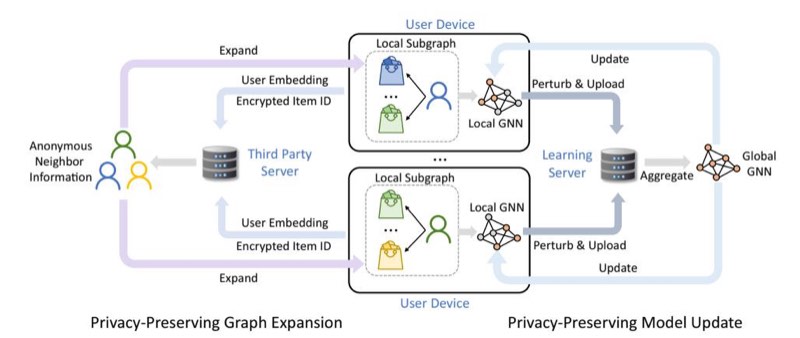 User Device
Expand
Local Subgraph
Update
User Embedding
Encrypted Item ID
...
Perturb & Upload
Local GNN
Anonymous
Neighbor
Information
Third Party
Server
...
Learning
Server
Aggregate
Global
GNN
Local Subgraph
User Embedding
Encrypted Item ID
...
Local GNN
Perturb & Upload
Expand
Update
User Device
Privacy-Preserving Graph Expansion
Privacy-Preserving Model Update